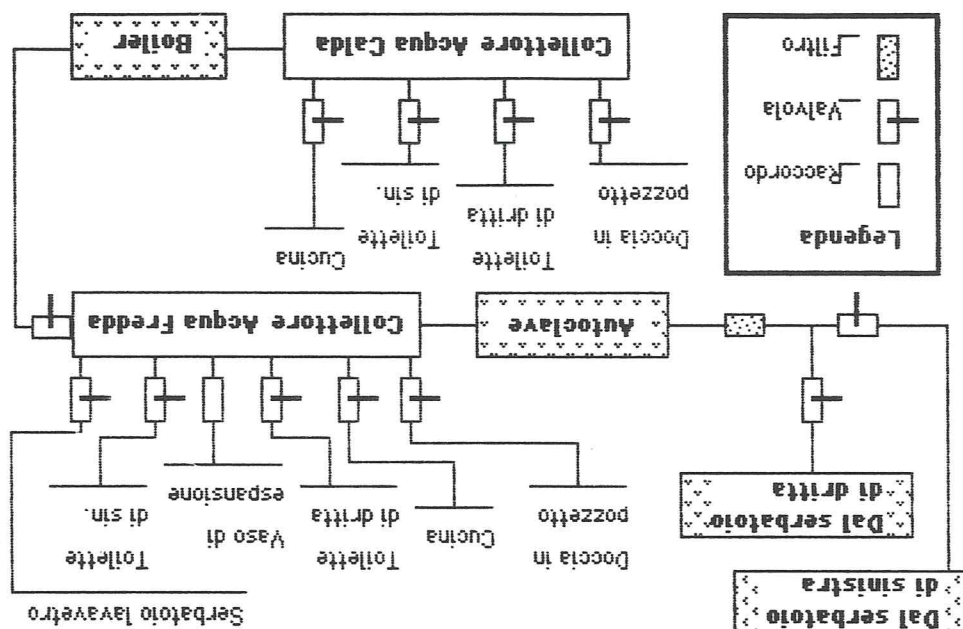 Dal serbatoio
di sinistra
Dal serbatoio
di dritta
Serbatoio lavavetro
Doccia in
pozzetto
Cucina
Toilette
di dritta
Vaso di
espansione
Toilette
di sin.
Autoclave
Collettore Acqua Fredda
Legenda
Raccordo
Valvola
Filtro
Doccia in
pozzetto
Toilette
di dritta
Toilette
di sin.
Cucina
Collettore Acqua Calda
Boiler